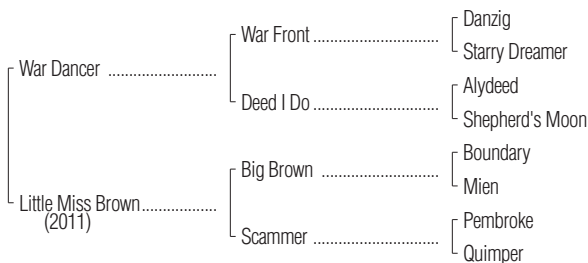 War Dancer ..........................
War Front ..............................
Danzig
Starry Dreamer
Deed I Do ..............................
Alydeed
Shepherd's Moon
Little Miss Brown..................
(2011)
Big Brown ............................
Boundary
Mien
Scammer ..............................
Pembroke
Quimper